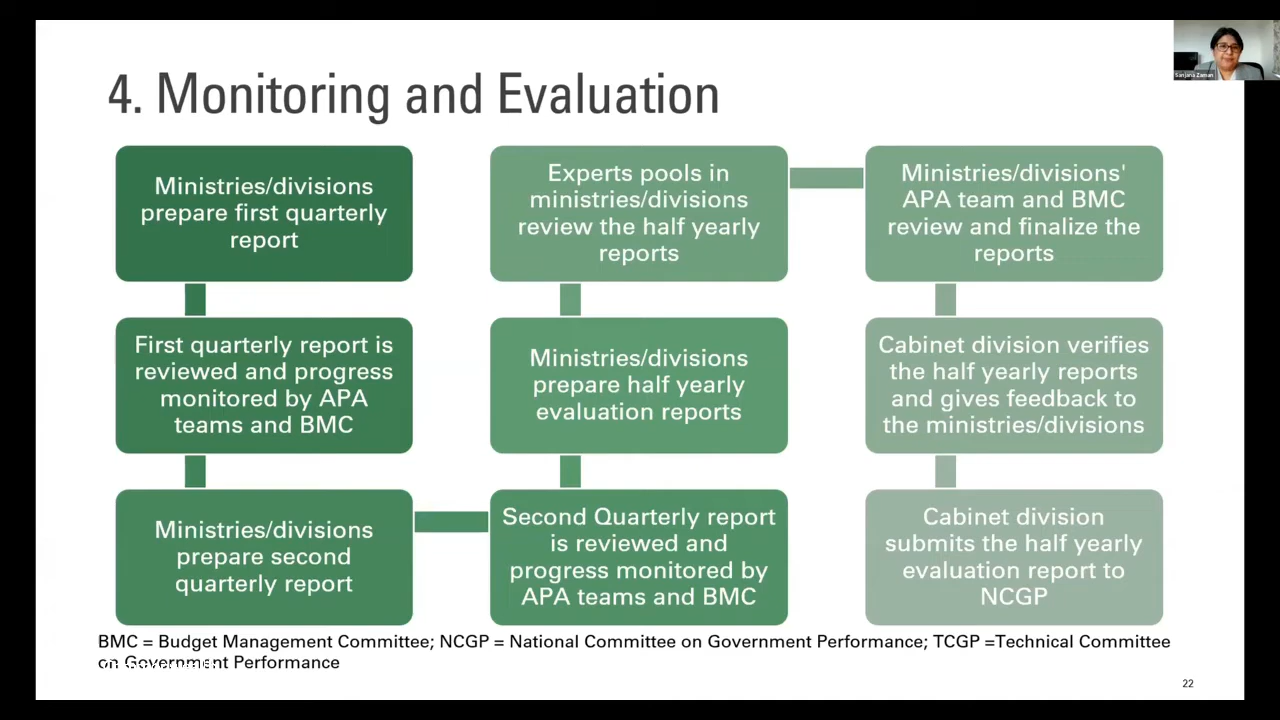 4. Monitoring and Evaluation
Ministries/divisions
prepare first quarterly
report
First quarterly report is
reviewed and progress
monitored by APA
teams and BMC
Ministries/divisions
prepare second
quarterly report
Second Quarterly report
is reviewed and
progress monitored by
APA teams and BMC
Ministries/divisions
prepare half yearly
evaluation reports
Experts pools in
ministries/divisions
review the half yearly
reports
Ministries/divisions'
APA team and BMC
review and finalize the
reports
Cabinet division verifies
the half yearly reports
and gives feedback to
the ministries/divisions
Cabinet division
submits the half yearly
evaluation report to
NCGP
BMC = Budget Management Committee; NCGP = National Committee on Government Performance; TCGP =Technical Committee
on Government Performance
22
Sanjana Zaman